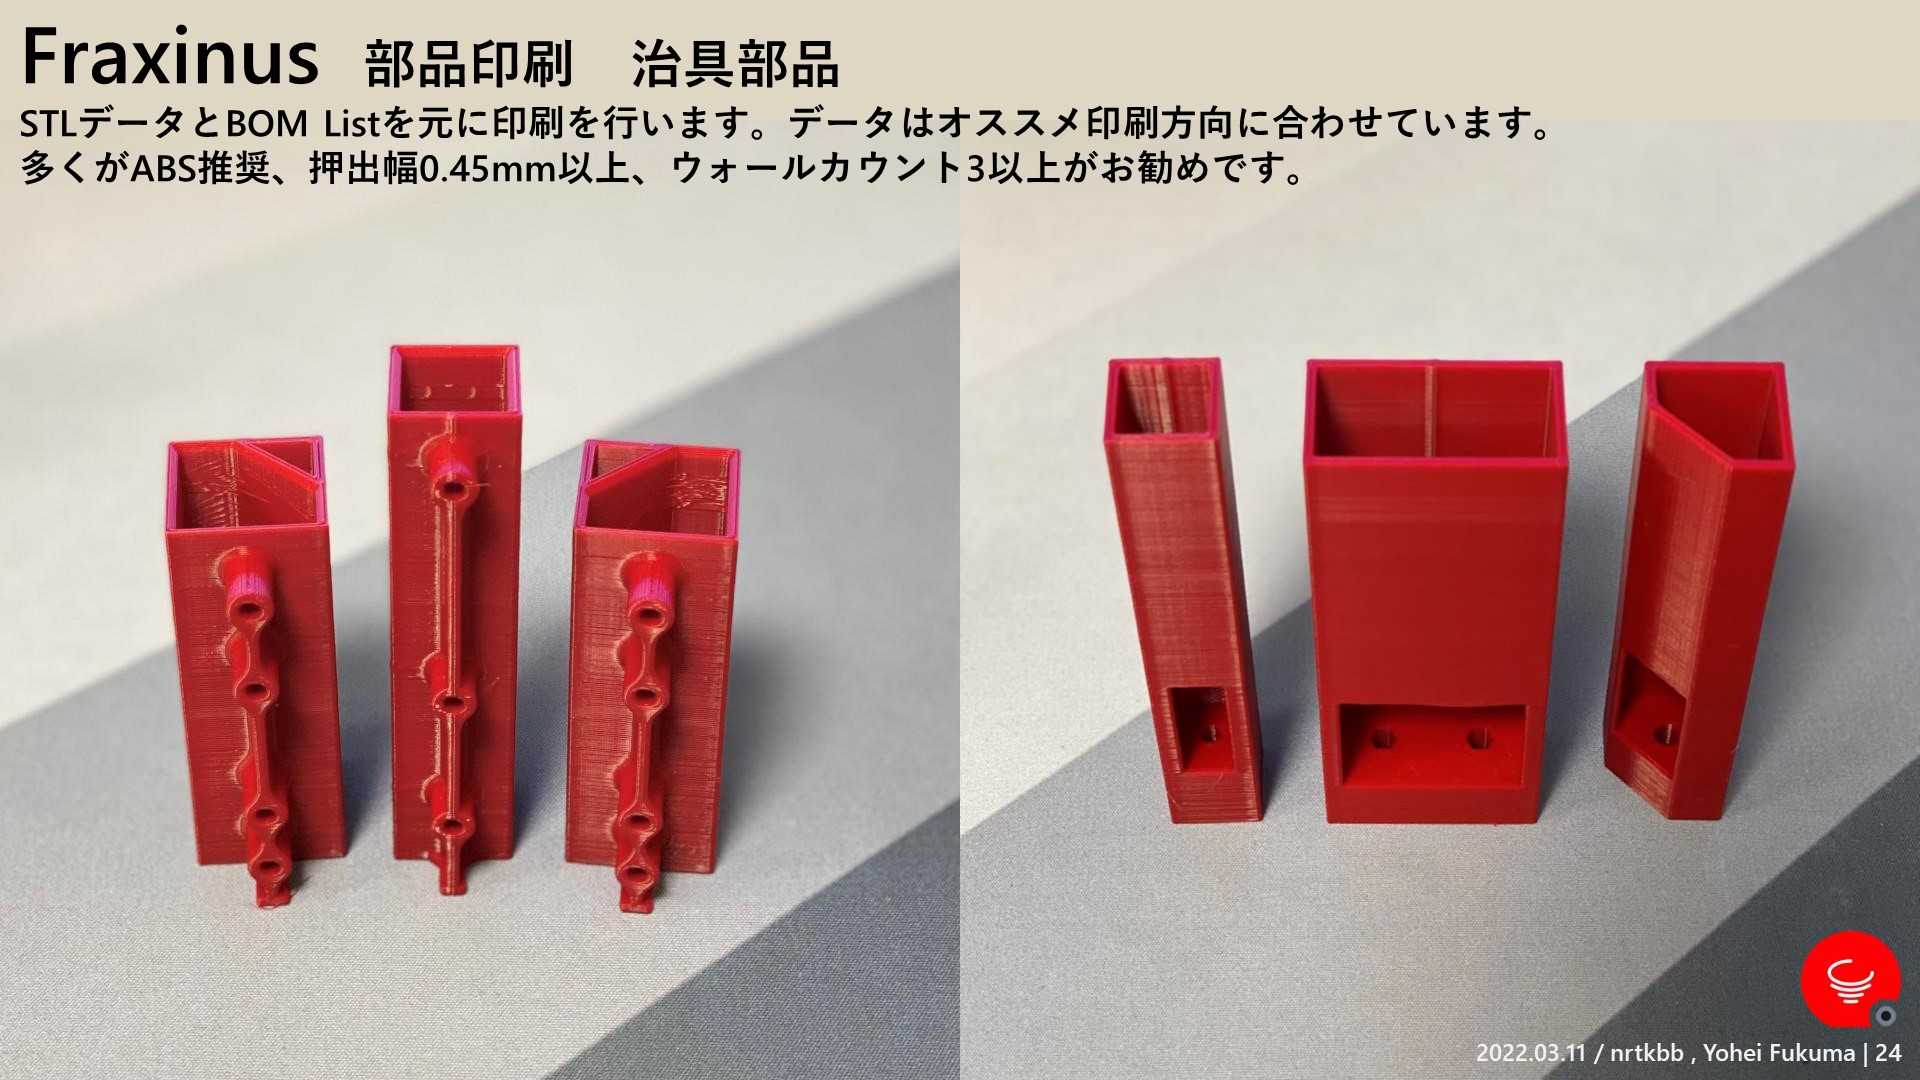 Fraxinus 部品印刷　治具部品
STLデータとBOM Listを元に印刷を行います。データはオススメ印刷方向に合わせています。
多くがABS推奨、押出幅0.45mm以上、ウォールカウント3以上がお勧めです。
2022.03.11 / nrtkbb , Yohei Fukuma | 24